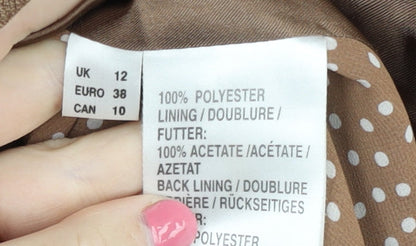 UK 12
EURO 38
CAN 10
100% POLYESTER
LINING / DOUBLURE /
FUTTER:
100% ACETATE /ACÉTATE /
AZETAT
BACK LINING / DOUBLURE
RIÈRE / RÜCKSEITIGES
ER:
POLYESTER